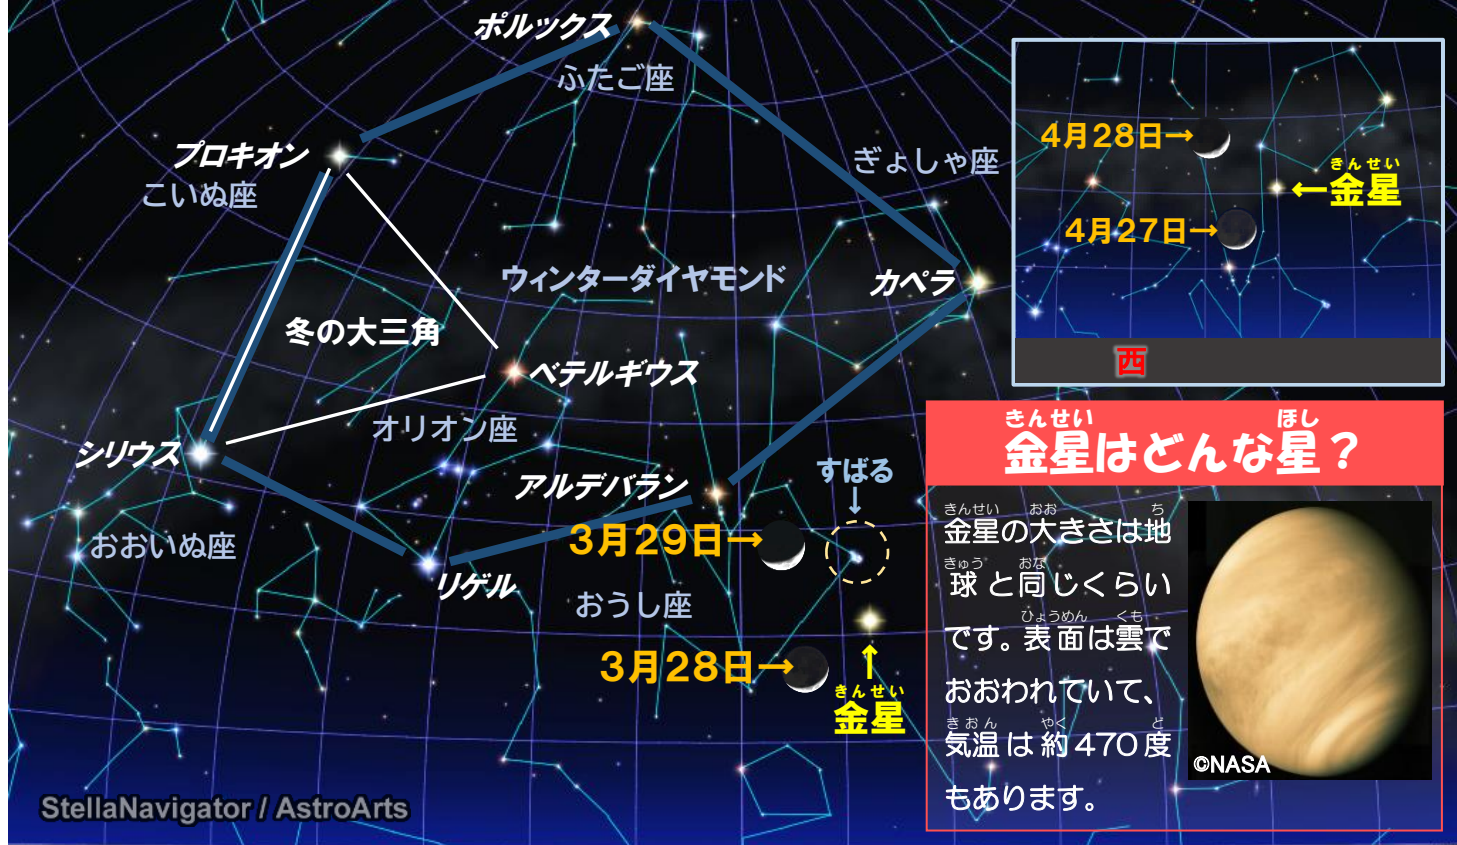 ポルックス
ふたご座
プロキオン
こいぬ座
ぎょしゃ座
ウィンターダイヤモンド
カペラ
冬の大三角
ベテルギウス
オリオン座
シリウス
アルデバラン
すばる
↓
3月29日→
おおいぬ座
リゲル
おうし座
3月28日→
↑
きんせい
金星
StellaNavigator / AstroArts
4月28日→
きんせい
←金星
4月27日→
西
きんせい ほし
金星はどんな星？
きんせい おお ち
金星の大きさは地
きゅう おな
球と同じくらい
ひょうめん くも
です。表面は雲で
おおわれていて、
きおん やく ど
気温は約470度
もあります。
©NASA